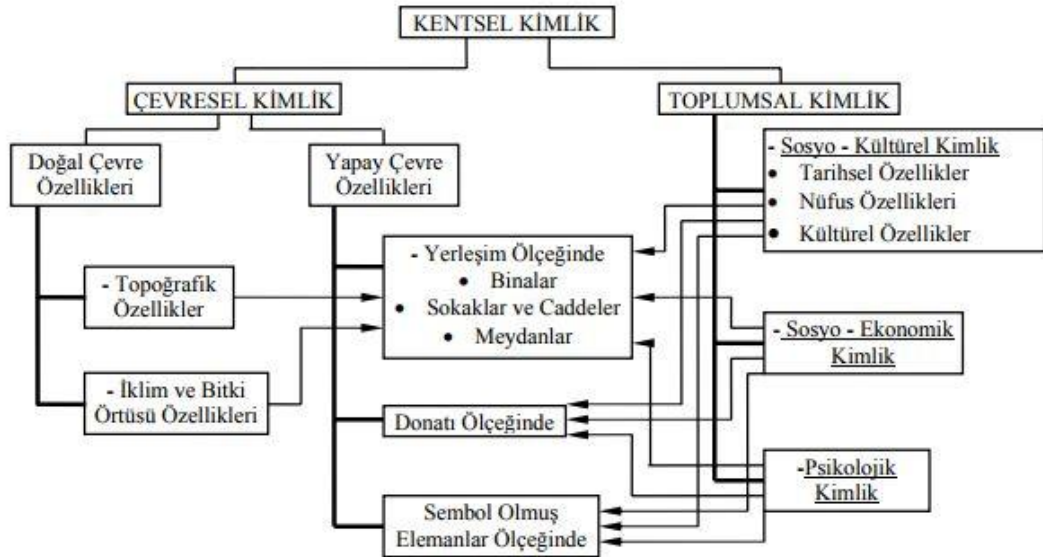 KENTSEL KİMLİK
ÇEVRESEL KİMLİK
TOPLUMSAL KİMLİK
Doğal Çevre
Özellikleri
Yapay Çevre
Özellikleri
- Sosyo - Kültürel Kimlik
• Tarihsel Özellikler
• Nüfus Özellikleri
• Kültürel Özellikler
- Yerleşim Ölçeğinde
• Binalar
• Sokaklar ve Caddeler
• Meydanlar
- Topoğrafik
Özellikler
- Sosyo - Ekonomik
Kimlik
- İklim ve Bitki
Örtüsü Özellikleri
Donatı Ölçeğinde
-Psikolojik
Kimlik
Sembol Olmuş
Elemanlar Ölçeğinde